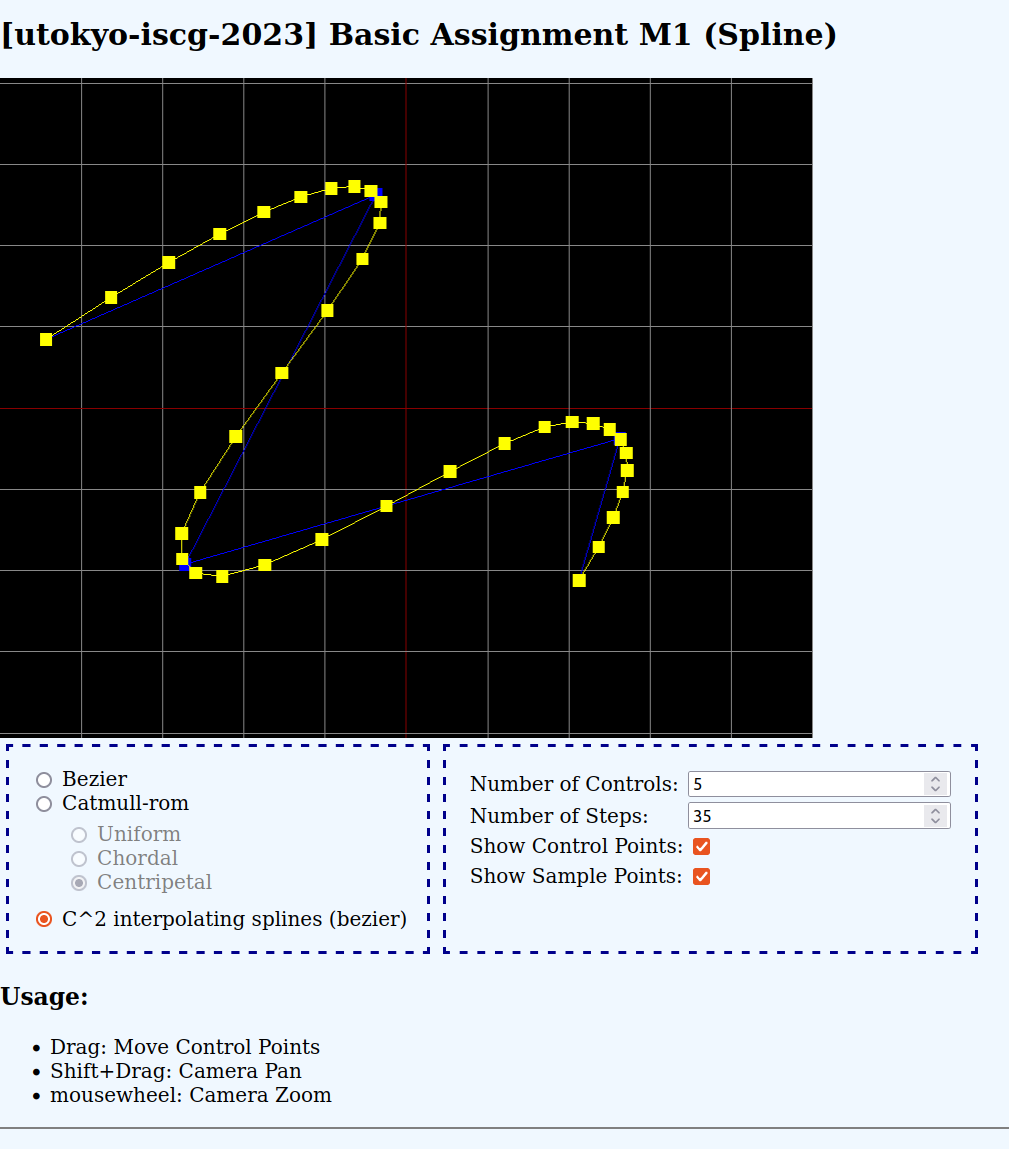 [utokyo-iscg-2023] Basic Assignment M1 (Spline)
Bezier
Catmull-rom
Uniform
Chordal
Centripetal
C^2 interpolating splines (bezier)
Number of Controls: 5
Number of Steps: 35
Show Control Points:
Show Sample Points:
Usage:
• Drag: Move Control Points
• Shift+Drag: Camera Pan
• mousewheel: Camera Zoom